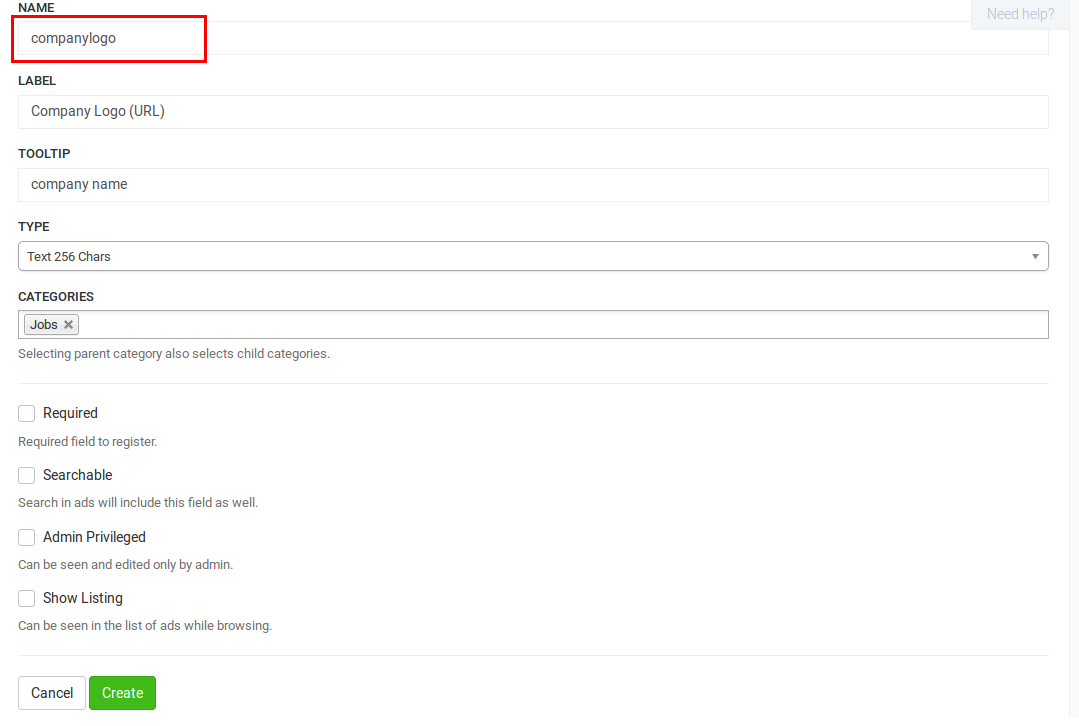 NAME
Need help?
companylogo
LABEL
Company Logo (URL)
TOOLTIP
company name
TYPE
Text 256 Chars
CATEGORIES
Jobs
Selecting parent category also selects child categories.
Required
Required field to register.
Searchable
Search in ads will include this field as well.
Admin Privileged
Can be seen and edited only by admin.
Show Listing
Can be seen in the list of ads while browsing.
Cancel Create